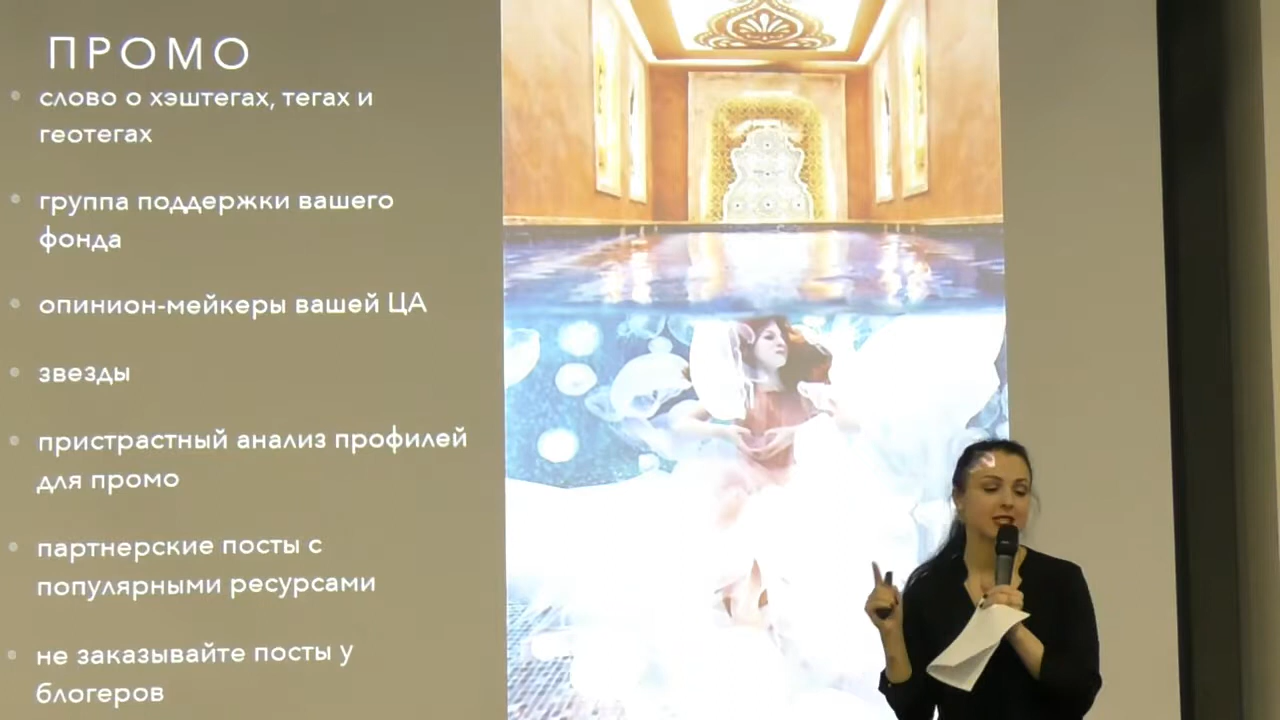 ПРОМО
слово о хэштегах, тегах и
геотегах
группа поддержки вашего
фонда
опинион-мейкеры вашей ЦА
звезды
пристрастный анализ профилей
для промо
партнерские посты с
популярными ресурсами
не заказывайте посты у
блогеров